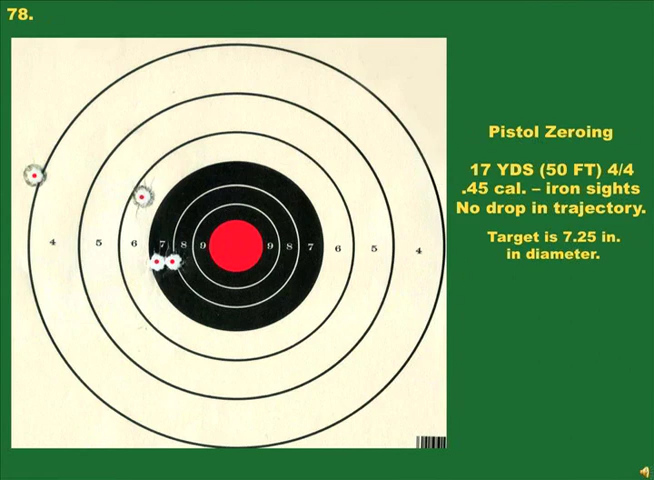 78.
Pistol Zeroing
17 YDS (50 FT) 4/4
.45 cal. – iron sights
No drop in trajectory.
Target is 7.25 in.
in diameter.
4 5 6 7 8 9 9 8 7 6 5 4